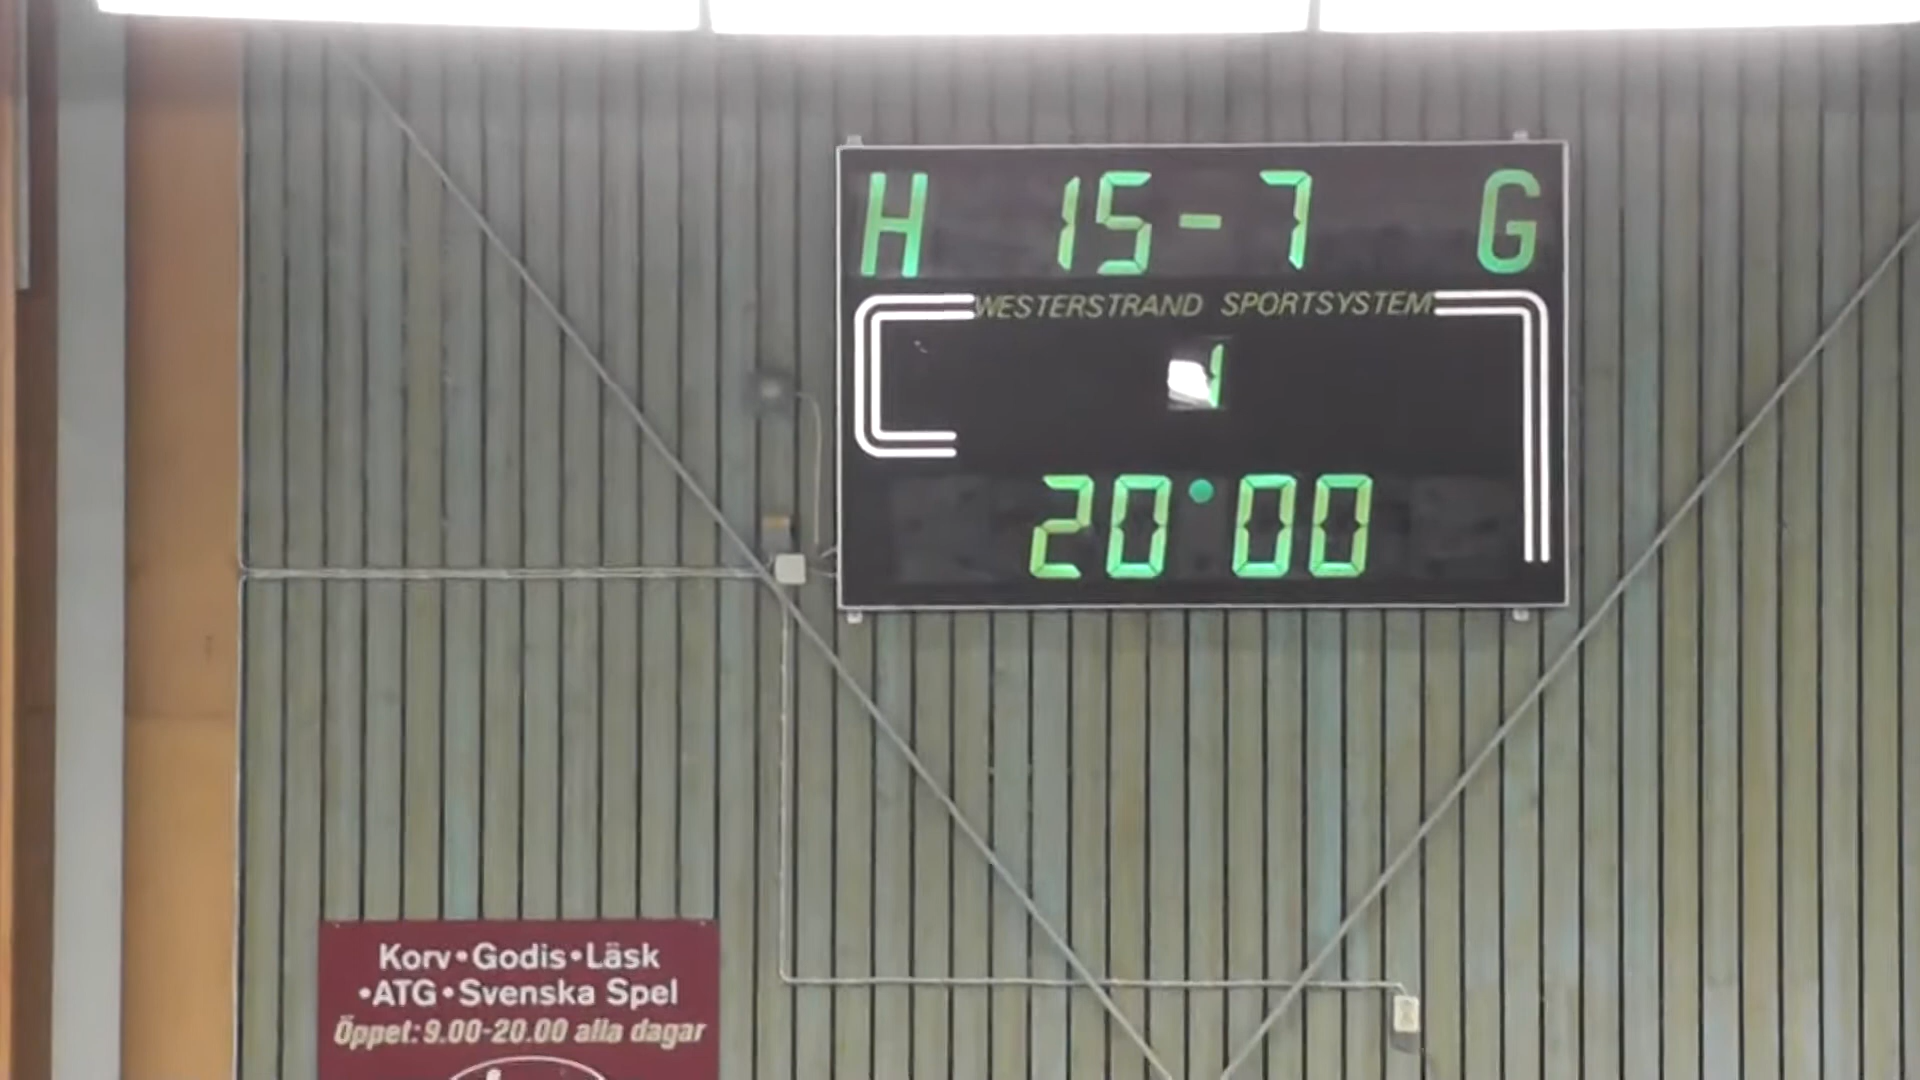 H 15-7 G
WESTERSTRAND SPORTSYSTEM
1
20:00
Korv•Godis•Läsk
•ATG•Svenska Spel
Öppet: 9.00-20.00 alla dagar